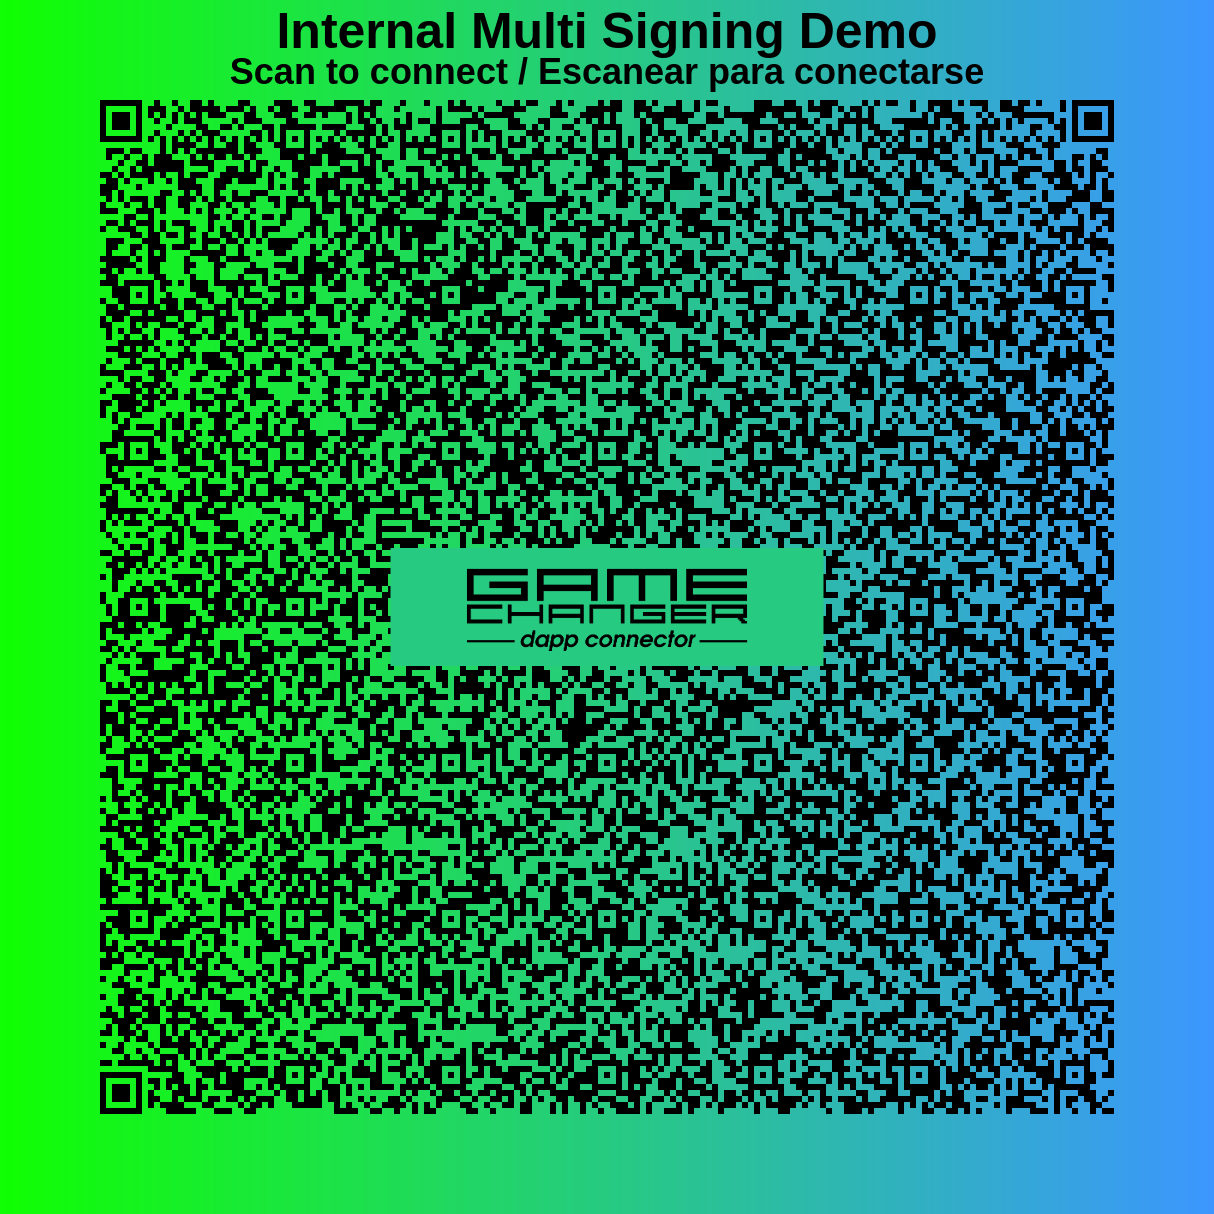 Internal Multi Signing Demo
Scan to connect / Escanear para conectarse
GAME
CHANGER
dapp connector